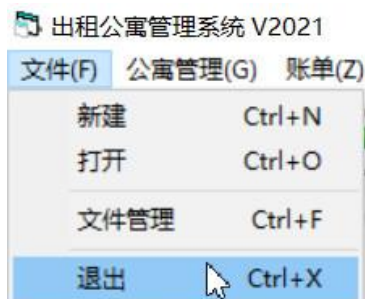 出租公寓管理系统 V2021
文件(F) 公寓管理(G) 账单(Z)
新建 Ctrl+N
打开 Ctrl+O
文件管理 Ctrl+F
退出 Ctrl+X